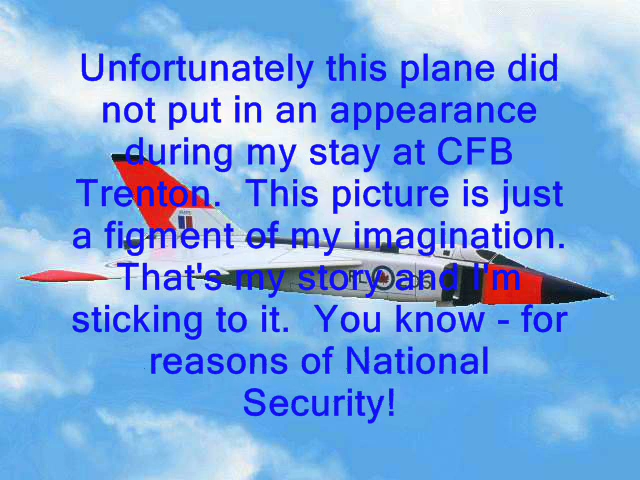 Unfortunately this plane did
not put in an appearance
during my stay at CFB
Trenton.  This picture is just
a figment of my imagination.
That's my story and I'm
sticking to it.  You know - for
reasons of National
Security!